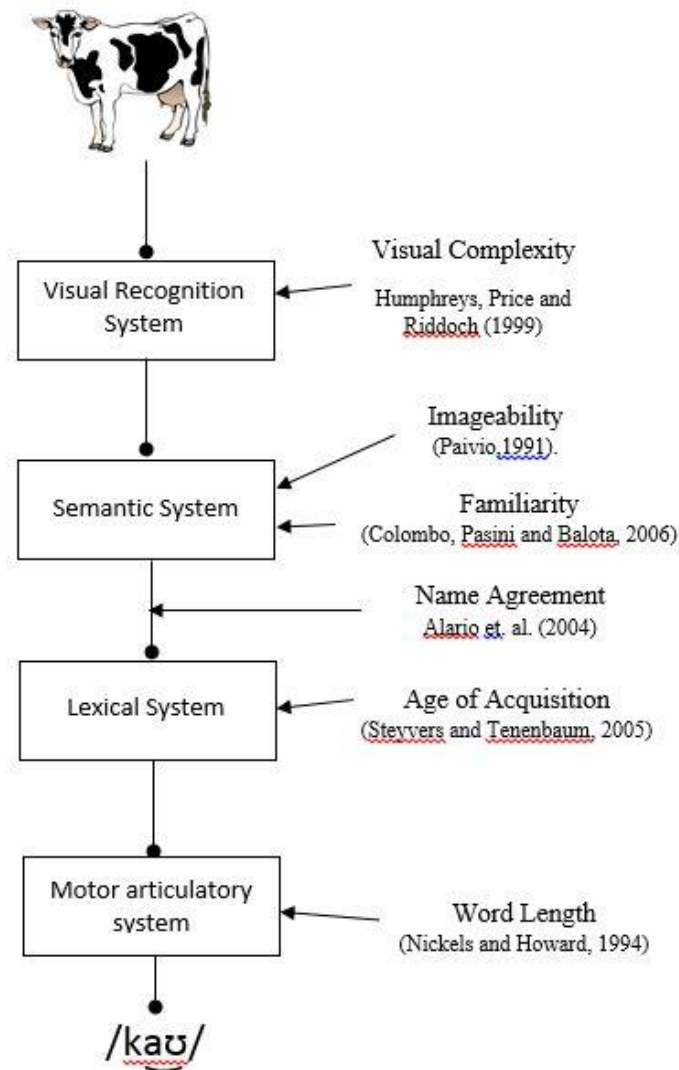 Visual Recognition
System
Visual Complexity
Humphreys, Price and
Riddoch (1999)
Semantic System
Imageability
(Paivio,1991).
Familiarity
(Colombo, Pasini and Balota, 2006)
Name Agreement
Alario et. al. (2004)
Lexical System
Age of Acquisition
(Steyvers and Tenenbaum, 2005)
Motor articulatory
system
Word Length
(Nickels and Howard, 1994)
/kaʊ/